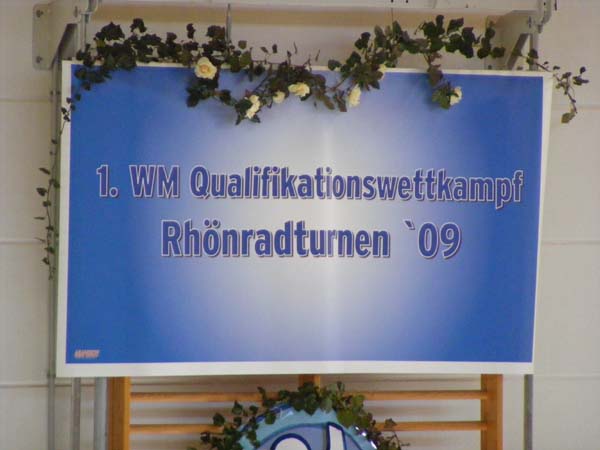 1. WM Qualifikationswettkampf
Rhönradturnen `09